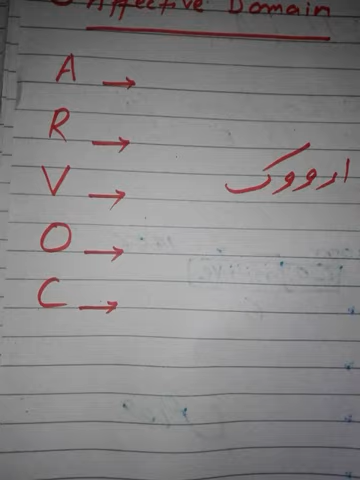 Affective Domain
A →
R →
V →
O →
C →
ارووک